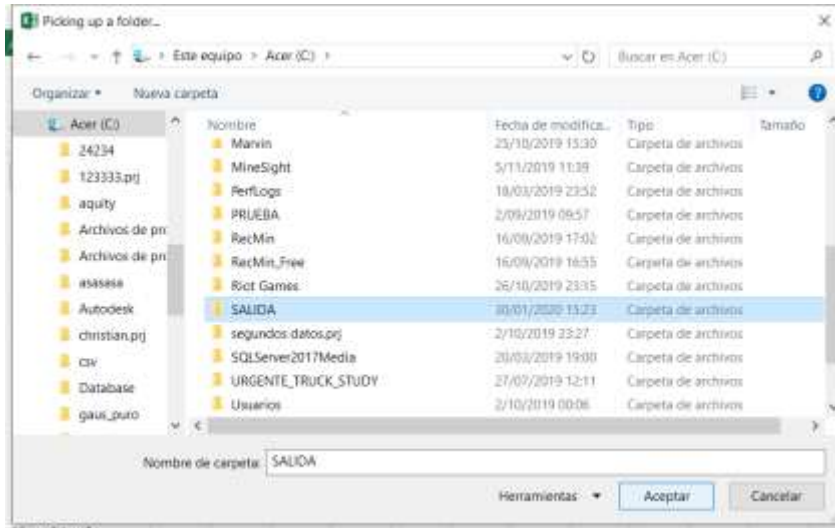 Picking up a folder...
Este equipo > Acer (C:) >
Buscar en Acer (C:)
Organizar
Nueva carpeta
Acer (C:)
24234
123333.prj
aquity
Archivos de pro
Archivos de pro
asasasa
Autodesk
christian.prj
csv
Database
gaus_puro
Nombre Fecha de modifica... Tipo Tamaño
Marvin 25/10/2019 15:30 Carpeta de archivos
MineSight 5/11/2019 11:39 Carpeta de archivos
PerfLogs 18/03/2019 23:52 Carpeta de archivos
PRUEBA 2/09/2019 09:57 Carpeta de archivos
RecMin 16/09/2019 17:02 Carpeta de archivos
RecMin_Free 16/09/2019 16:55 Carpeta de archivos
Riot Games 26/10/2019 23:15 Carpeta de archivos
SALIDA 30/01/2020 15:23 Carpeta de archivos
segundos datos.prj 2/10/2019 23:27 Carpeta de archivos
SQLServer2017Media 20/03/2019 19:00 Carpeta de archivos
URGENTE_TRUCK_STUDY 27/07/2019 12:11 Carpeta de archivos
Usuarios 2/10/2019 00:06 Carpeta de archivos
Nombre de carpeta: SALIDA
Herramientas Aceptar Cancelar